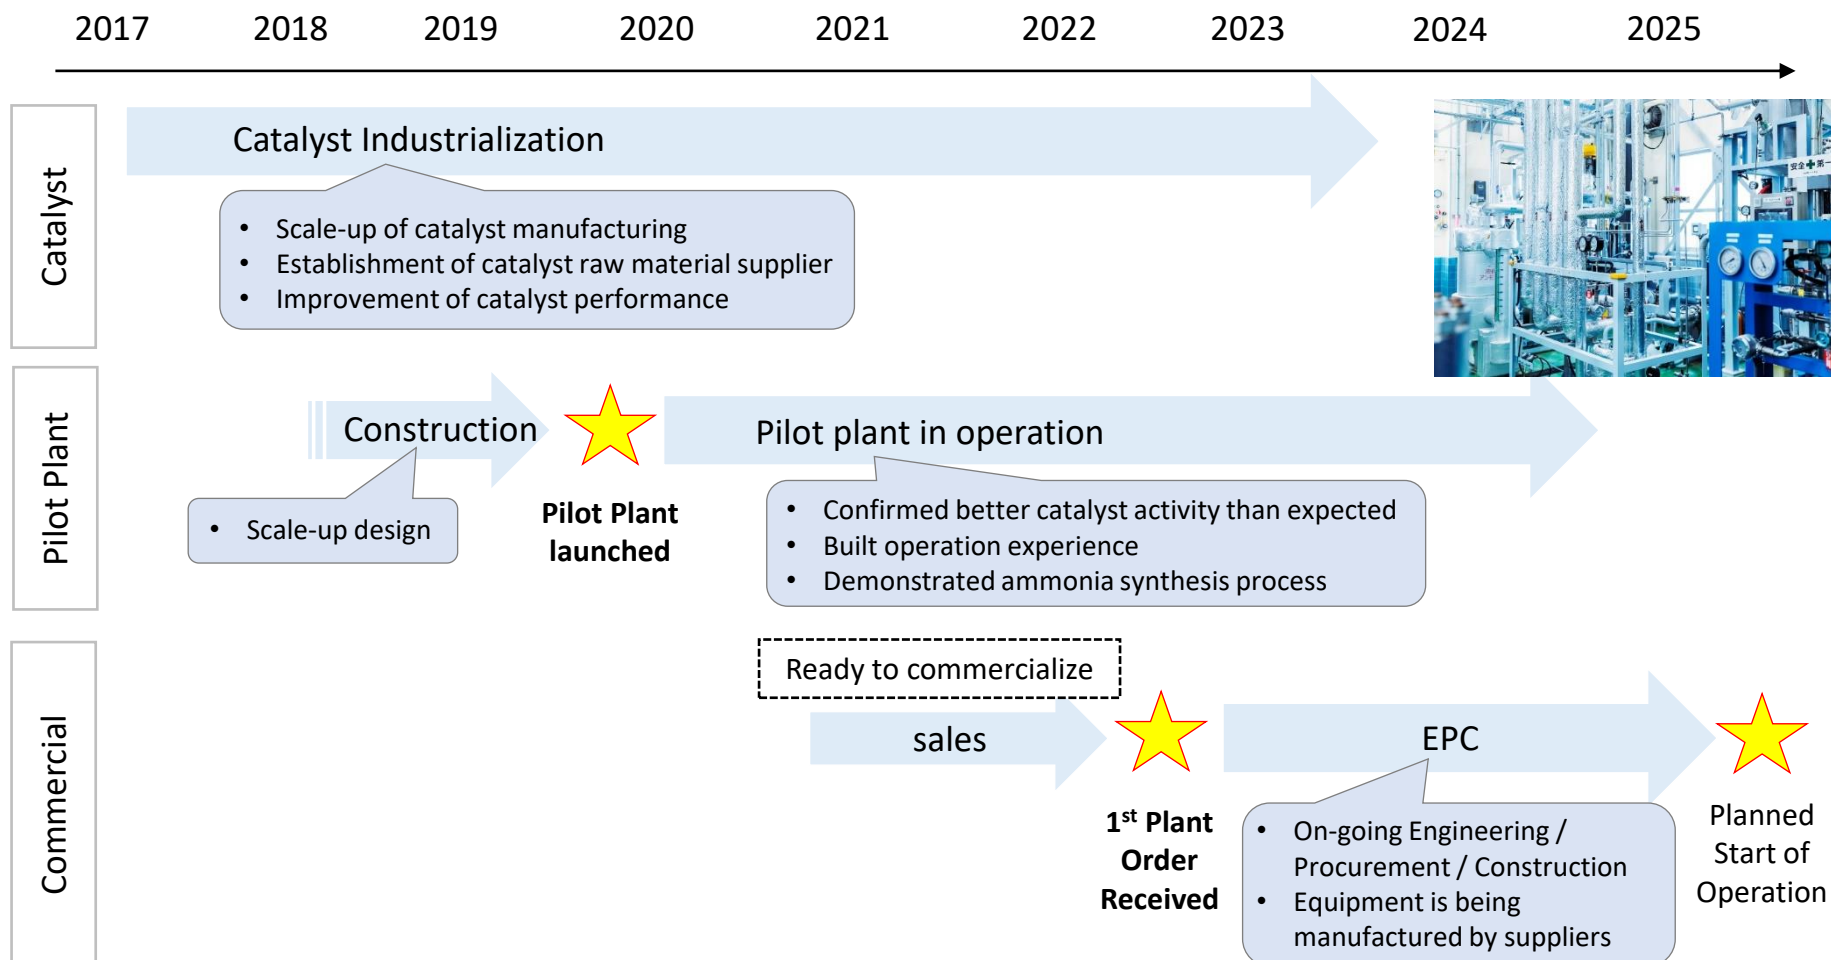 2017 2018 2019 2020 2021 2022 2023 2024 2025
Catalyst
Catalyst Industrialization
• Scale-up of catalyst manufacturing
• Establishment of catalyst raw material supplier
• Improvement of catalyst performance
安全✚第一
Pilot Plant
Construction
• Scale-up design
Pilot Plant
launched
Pilot plant in operation
• Confirmed better catalyst activity than expected
• Built operation experience
• Demonstrated ammonia synthesis process
Commercial
Ready to commercialize
sales
1st Plant
Order
Received
EPC
• On-going Engineering /
Procurement / Construction
• Equipment is being
manufactured by suppliers
Planned
Start of
Operation